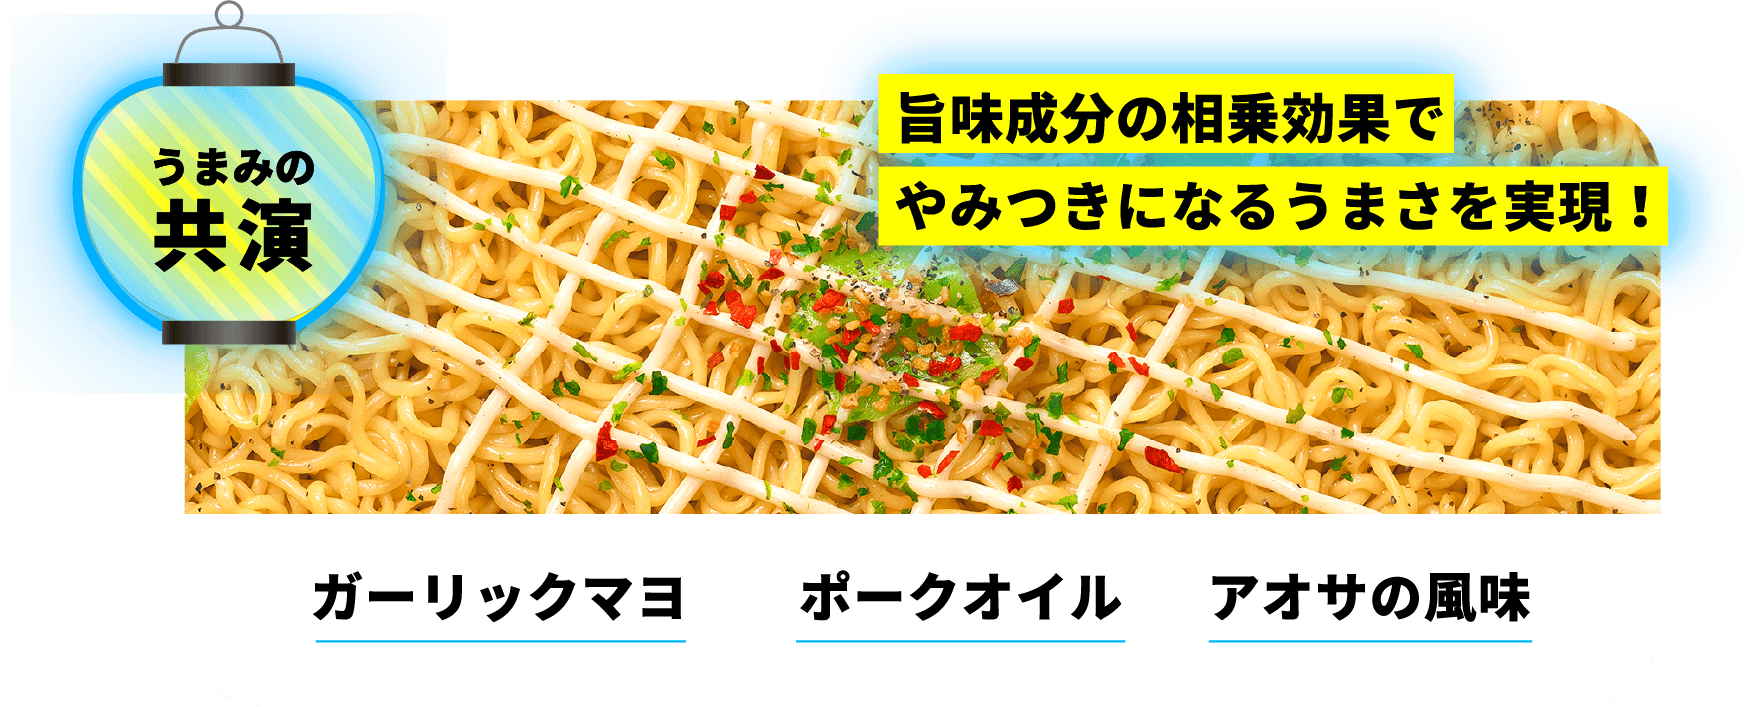 うまみの
共演
旨味成分の相乗効果で
やみつきになるうまさを実現！
ガーリックマヨ
ポークオイル
アオサの風味